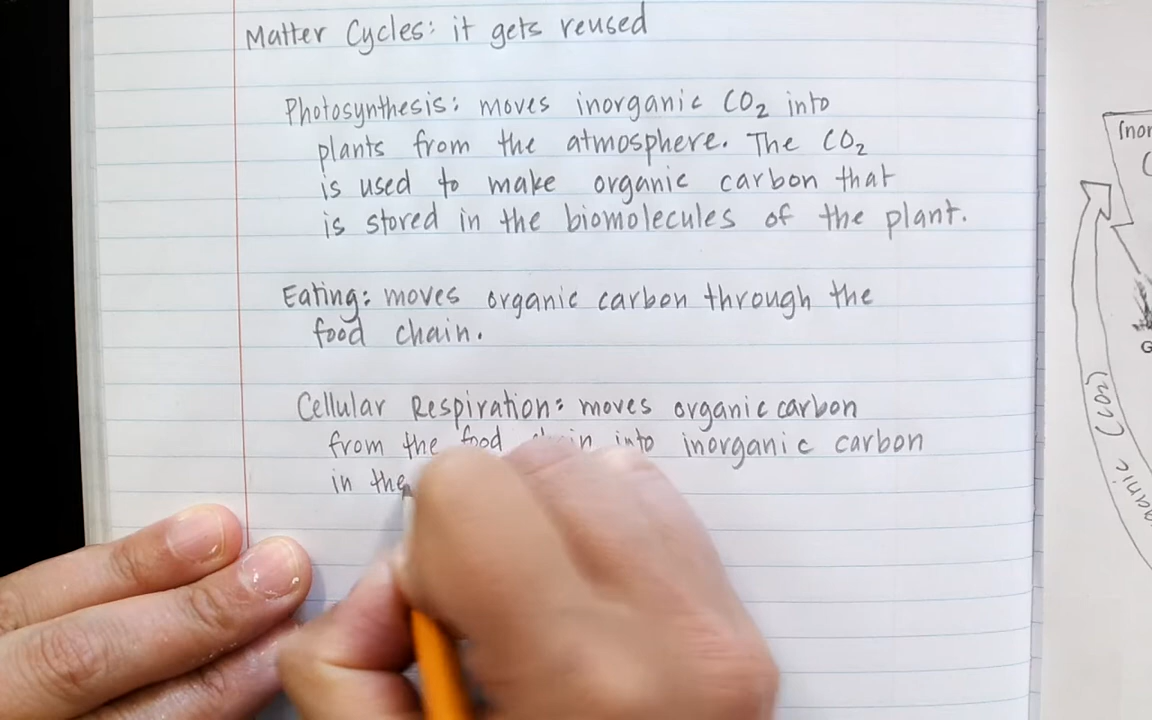 Matter Cycles: it gets reused
Photosynthesis: moves inorganic CO₂ into
plants from the atmosphere. The CO₂
is used to make organic carbon that
is stored in the biomolecules of the plant.
Eating: moves organic carbon through the
food chain.
Cellular Respiration: moves organic carbon
from the food chain into inorganic carbon
in the
(CO2)